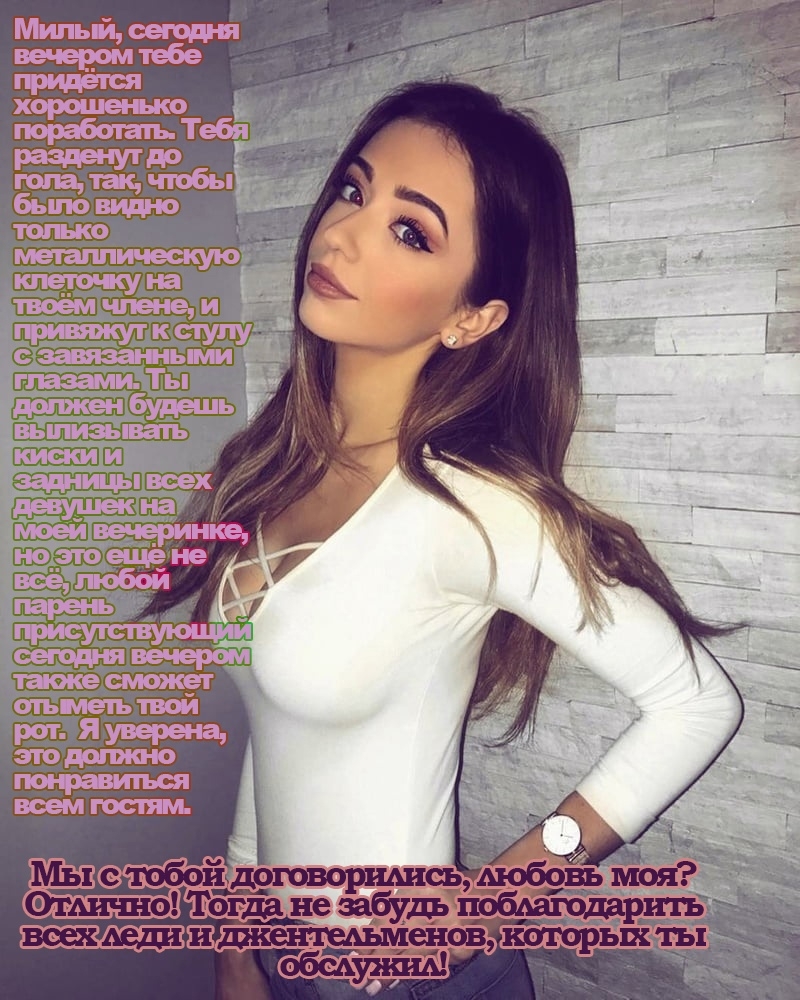 Милый, сегодня
вечером тебе
придётся
хорошенько
поработать. Тебя
разденут до
гола, так, чтобы
было видно
только
металлическую
клеточку на
твоём члене, и
привяжут к стулу
с завязанными
глазами. Ты
должен будешь
вылизывать
киски и
задницы всех
девушек на
моей вечеринке,
но это ещё не
всё, любой
парень
присутствующий
сегодня вечером
также сможет
отыметь твой
рот.  Я уверена,
это должно
понравиться
всем гостям.
Мы с тобой договорились, любовь моя?
Отлично! Тогда не забудь поблагодарить
всех леди и джентельменов, которых ты
обслужил!